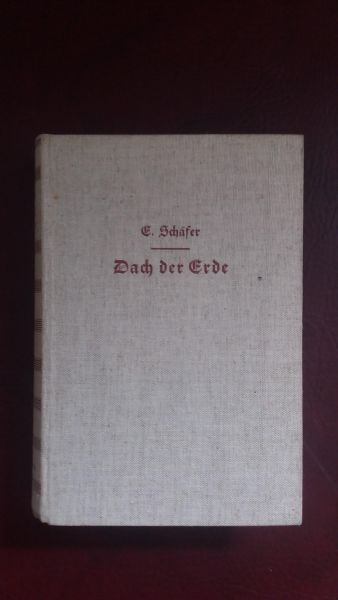 E. Schäfer
Dach der Erde